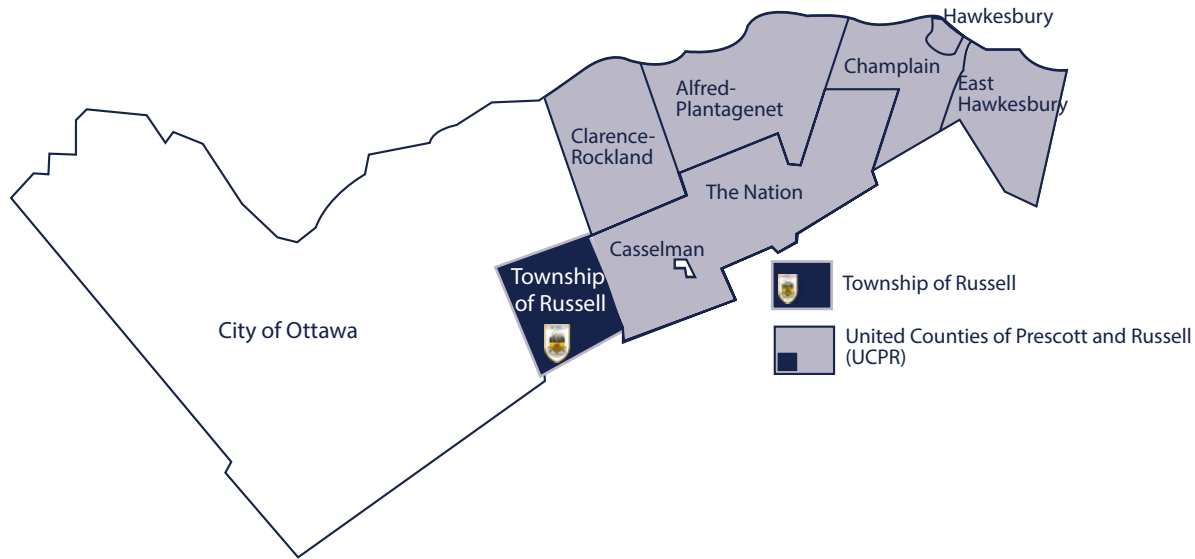 Hawkesbury
Champlain
East
Hawkesbury
Alfred-
Plantagenet
Clarence-
Rockland
The Nation
Casselman
Township
of Russell
City of Ottawa
Township of Russell
United Counties of Prescott and Russell
(UCPR)